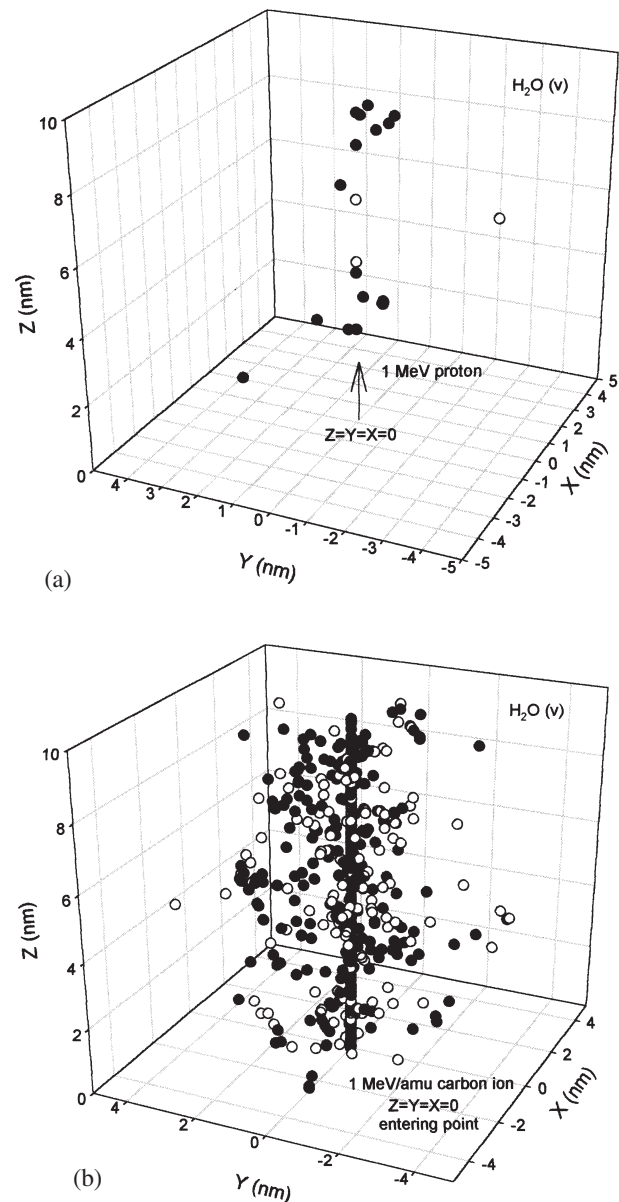 H₂O (v)
10
8
6
4
2
0
Z (nm)
1 MeV proton
Z=Y=X=0
5
4
3
2
1
0
-1
-2
-3
-4
-5
X (nm)
4
3
2
1
0
-1
-2
-3
-4
-5
Y (nm)
(a)
H₂O (v)
10
8
6
4
2
0
Z (nm)
1 MeV/amu carbon ion
Z=Y=X=0
entering point
4
2
0
-2
-4
X (nm)
4
2
0
-2
-4
Y (nm)
(b)